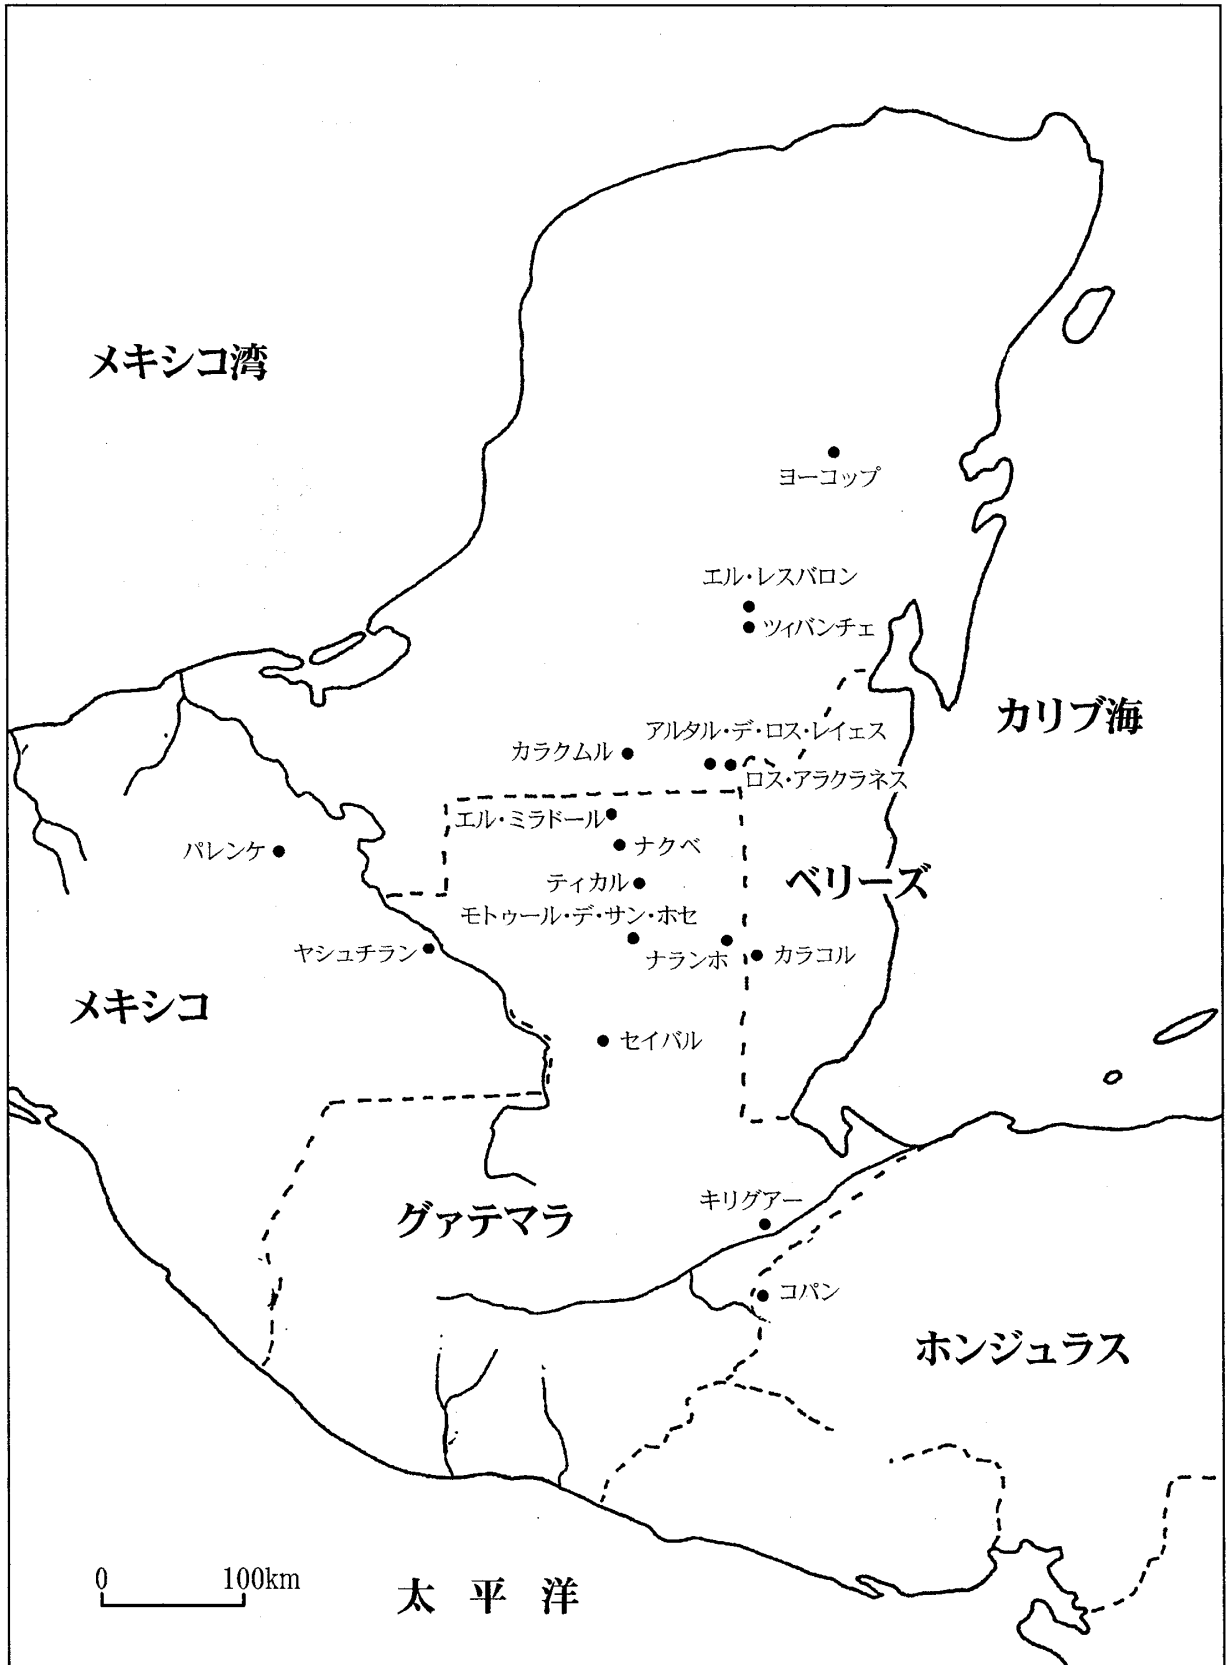 メキシコ湾
ヨーコップ
エル・レスバロン
ツィバンチェ
カリブ海
アルタル・デ・ロス・レイェス
カラクムル
ロス・アラクラネス
エル・ミラドール
ナクベ
パレンケ
ティカル
ベリーズ
モトゥール・デ・サン・ホセ
ヤシュチラン
ナランホ
カラコル
メキシコ
セイバル
キリグアー
グァテマラ
コパン
ホンジュラス
0 100km
太平洋